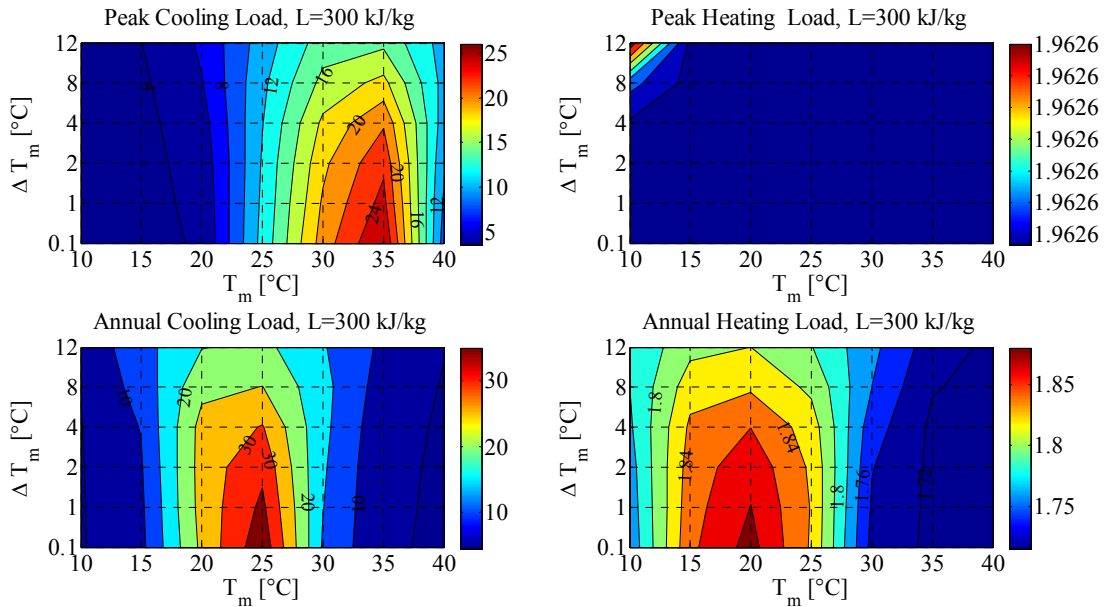 Peak Cooling Load, L=300 kJ/kg
Δ T_m [°C]
12
8
4
2
1
0.1
10 15 20 25 30 35 40
T_m [°C]
4 8 12 16 20 24 20 16 12
25
20
15
10
5
Peak Heating Load, L=300 kJ/kg
Δ T_m [°C]
12
8
4
2
1
0.1
10 15 20 25 30 35 40
T_m [°C]
1.9626
1.9626
1.9626
1.9626
1.9626
1.9626
1.9626
Annual Cooling Load, L=300 kJ/kg
Δ T_m [°C]
12
8
4
2
1
0.1
10 15 20 25 30 35 40
T_m [°C]
10 20 30 30 20 10
30
20
10
Annual Heating Load, L=300 kJ/kg
Δ T_m [°C]
12
8
4
2
1
0.1
10 15 20 25 30 35 40
T_m [°C]
1.8 1.84 1.84 1.8 1.76 1.72
1.85
1.8
1.75